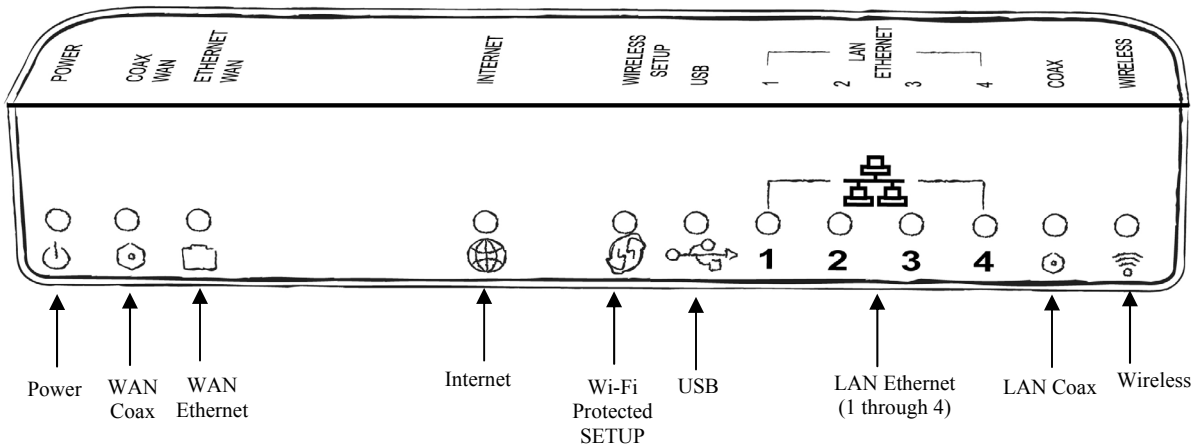 POWER
COAX
WAN
ETHERNET
WAN
INTERNET
WIRELESS
SETUP
USB
LAN
ETHERNET
1
2
3
4
COAX
WIRELESS
1 2 3 4
Power
WAN
Coax
WAN
Ethernet
Internet
Wi-Fi
Protected
SETUP
USB
LAN Ethernet
(1 through 4)
LAN Coax
Wireless